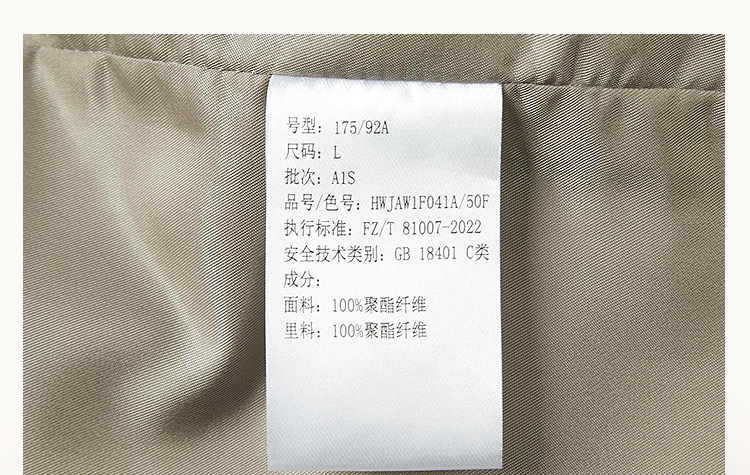 号型：175/92A
尺码：L
批次：A1S
品号/色号：HWJAW1F041A/50F
执行标准：FZ/T 81007-2022
安全技术类别：GB 18401 C类
成分：
面料：100%聚酯纤维
里料：100%聚酯纤维